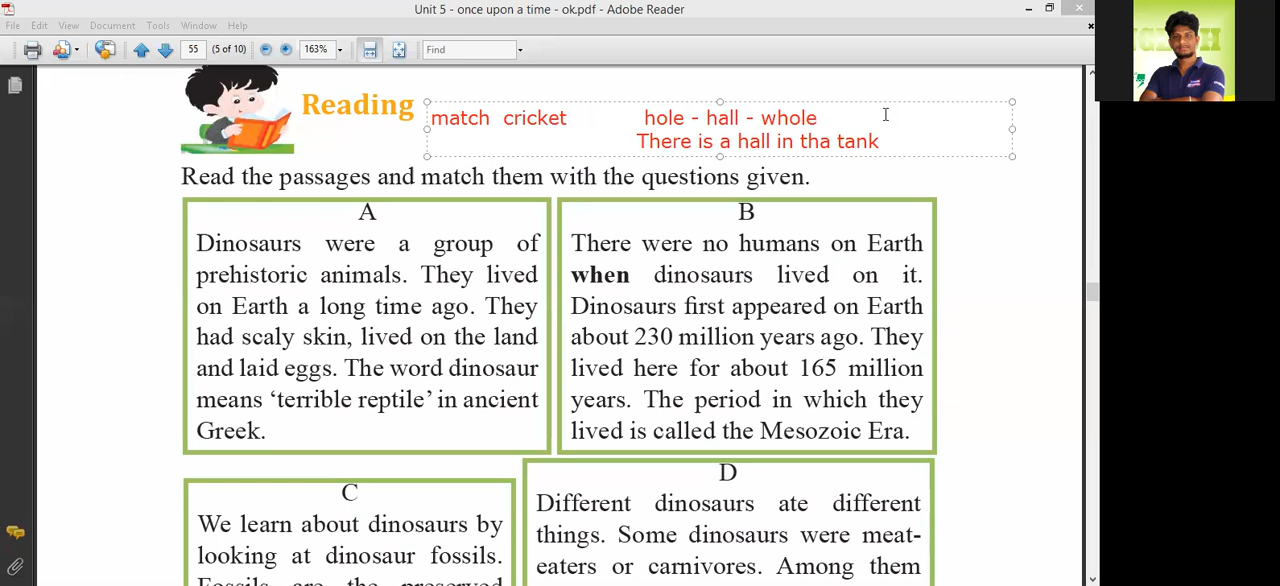 Unit 5 - once upon a time - ok.pdf - Adobe Reader
File Edit View Document Tools Window Help
55 (5 of 10) 163% Find
Reading
match cricket hole - hall - whole
There is a hall in tha tank
Read the passages and match them with the questions given.
A
Dinosaurs were a group of
prehistoric animals. They lived
on Earth a long time ago. They
had scaly skin, lived on the land
and laid eggs. The word dinosaur
means ‘terrible reptile’ in ancient
Greek.
B
There were no humans on Earth
when dinosaurs lived on it.
Dinosaurs first appeared on Earth
about 230 million years ago. They
lived here for about 165 million
years. The period in which they
lived is called the Mesozoic Era.
C
We learn about dinosaurs by
looking at dinosaur fossils.
Fossils are the preserved
D
Different dinosaurs ate different
things. Some dinosaurs were meat-
eaters or carnivores. Among them